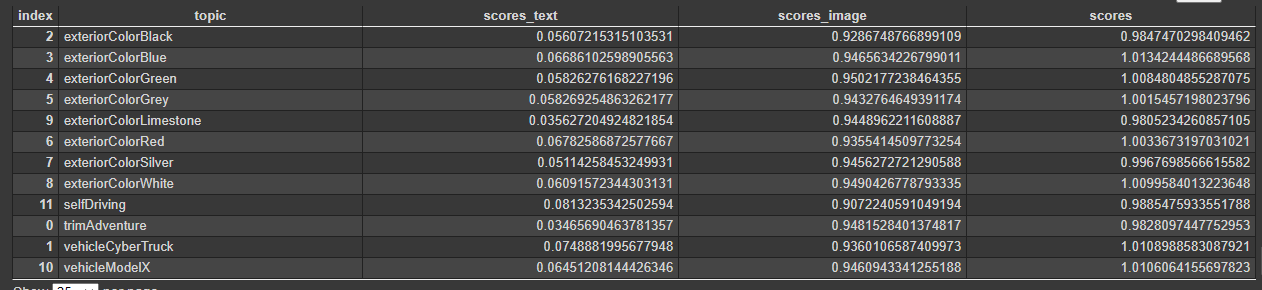 index topic scores_text scores_image scores
2 exteriorColorBlack 0.05607215315103531 0.9286748766899109 0.9847470298409462
3 exteriorColorBlue 0.06686102598905563 0.9465634226799011 1.0134244486689568
4 exteriorColorGreen 0.05826276168227196 0.9502177238464355 1.0084804855287075
5 exteriorColorGrey 0.058269254863262177 0.9432764649391174 1.0015457198023796
9 exteriorColorLimestone 0.035627204924821854 0.9448962211608887 0.9805234260857105
6 exteriorColorRed 0.06782586872577667 0.9355414509773254 1.0033673197031021
7 exteriorColorSilver 0.05114258453249931 0.9456272721290588 0.9967698566615582
8 exteriorColorWhite 0.06091572344303131 0.9490426778793335 1.0099584013223648
11 selfDriving 0.0813235342502594 0.9072240591049194 0.9885475933551788
0 trimAdventure 0.03465690463781357 0.9481528401374817 0.9828097447752953
1 vehicleCyberTruck 0.0748881995677948 0.9360106587409973 1.0108988583087921
10 vehicleModelX 0.06451208144426346 0.9460943341255188 1.0106064155697823
Show 25 per page